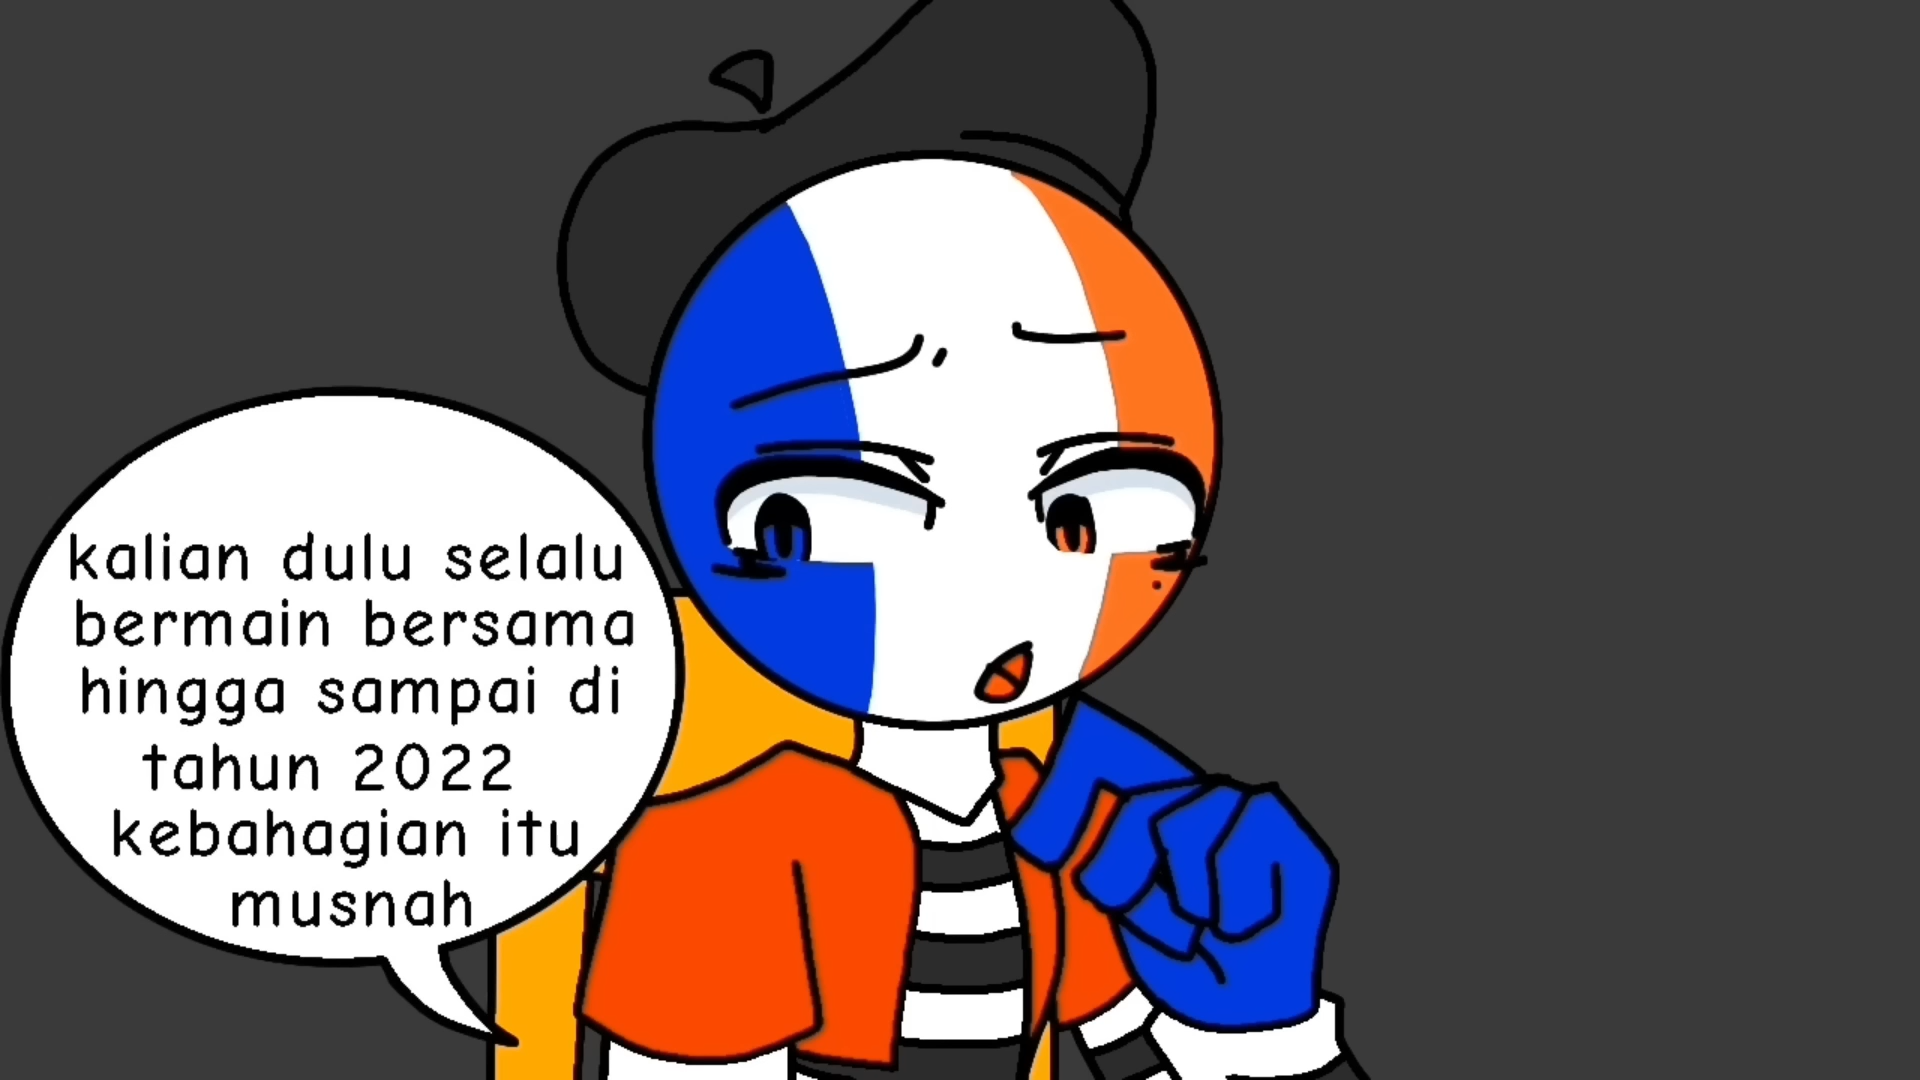 kalian dulu selalu
bermain bersama
hingga sampai di
tahun 2022
kebahagian itu
musnah